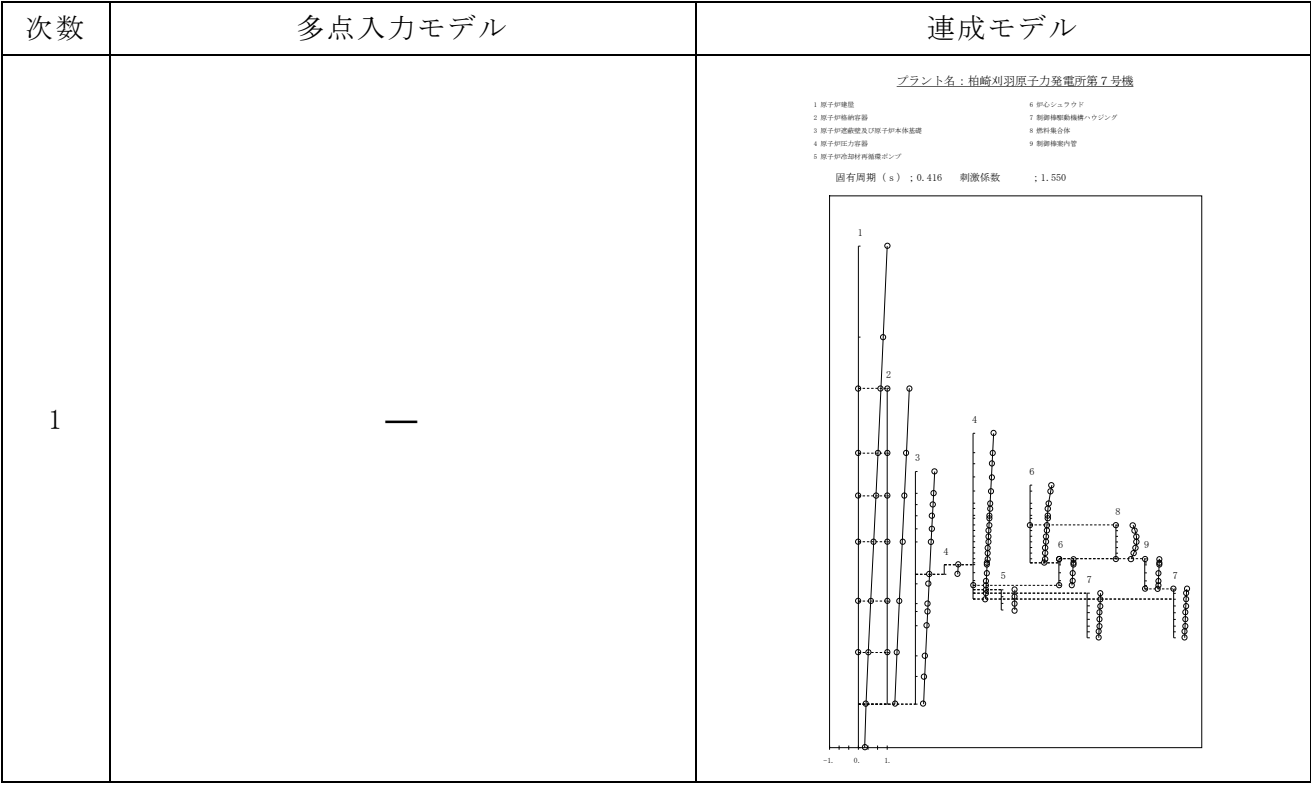 次数 多点入力モデル 連成モデル
プラント名：柏崎刈羽原子力発電所第７号機
1 原子炉建屋 6 炉心シュラウド
2 原子炉格納容器 7 制御棒駆動機構ハウジング
3 原子炉遮蔽壁及び原子炉本体基礎 8 燃料集合体
4 原子炉圧力容器 9 制御棒案内管
5 原子炉冷却材再循環ポンプ
固有周期（ｓ）；0.416 刺激係数 ；1.550
1
2
4
3
6
8
1 —
4 6 9
5 7 7
-1. 0. 1.